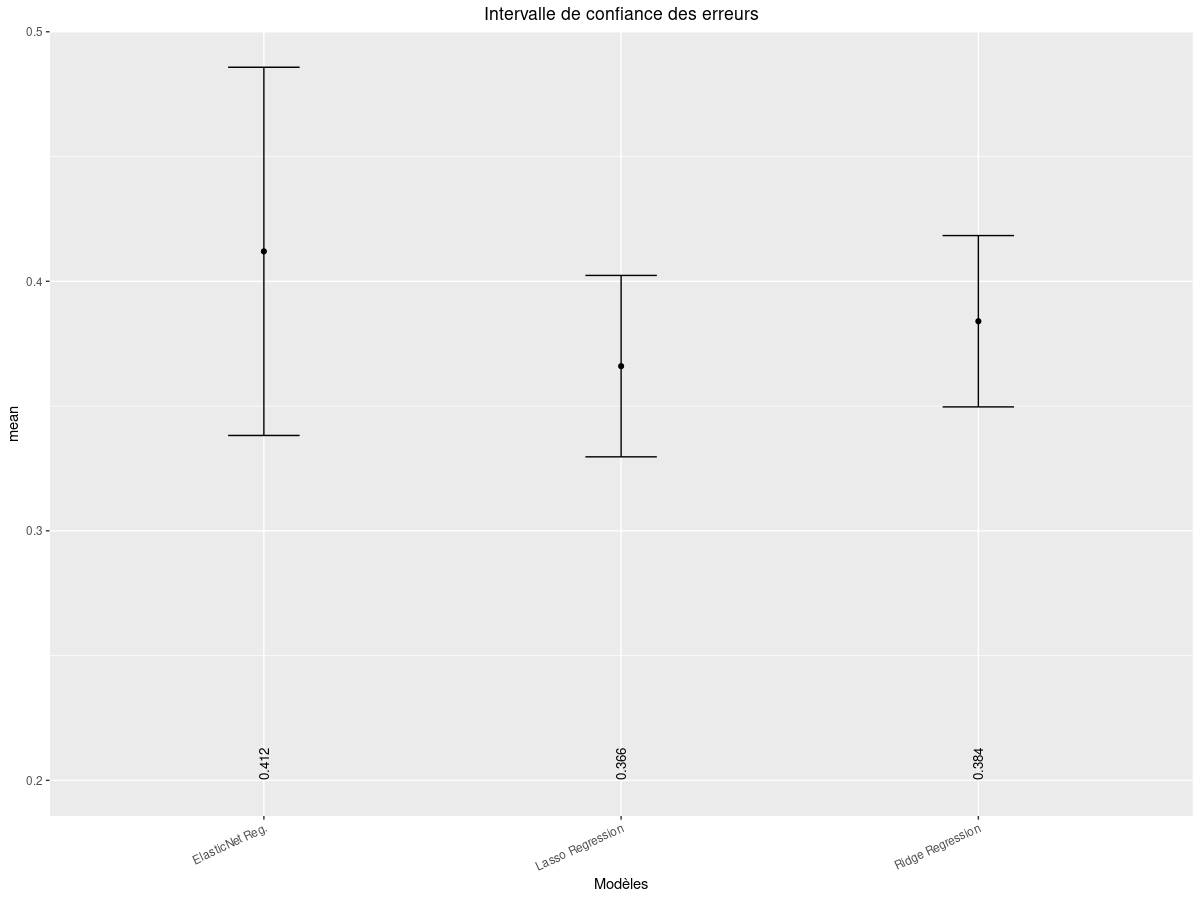 Intervalle de confiance des erreurs
mean
0.5
0.4
0.3
0.2
0.412
0.366
0.384
ElasticNet Reg.
Lasso Regression
Ridge Regression
Modèles